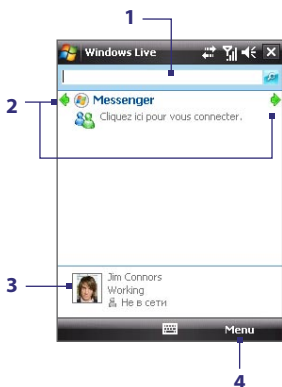 1
Windows Live
2
Messenger
Cliquez ici pour vous connecter.
3
Jim Connors
Working
Не в сети
Menu
4